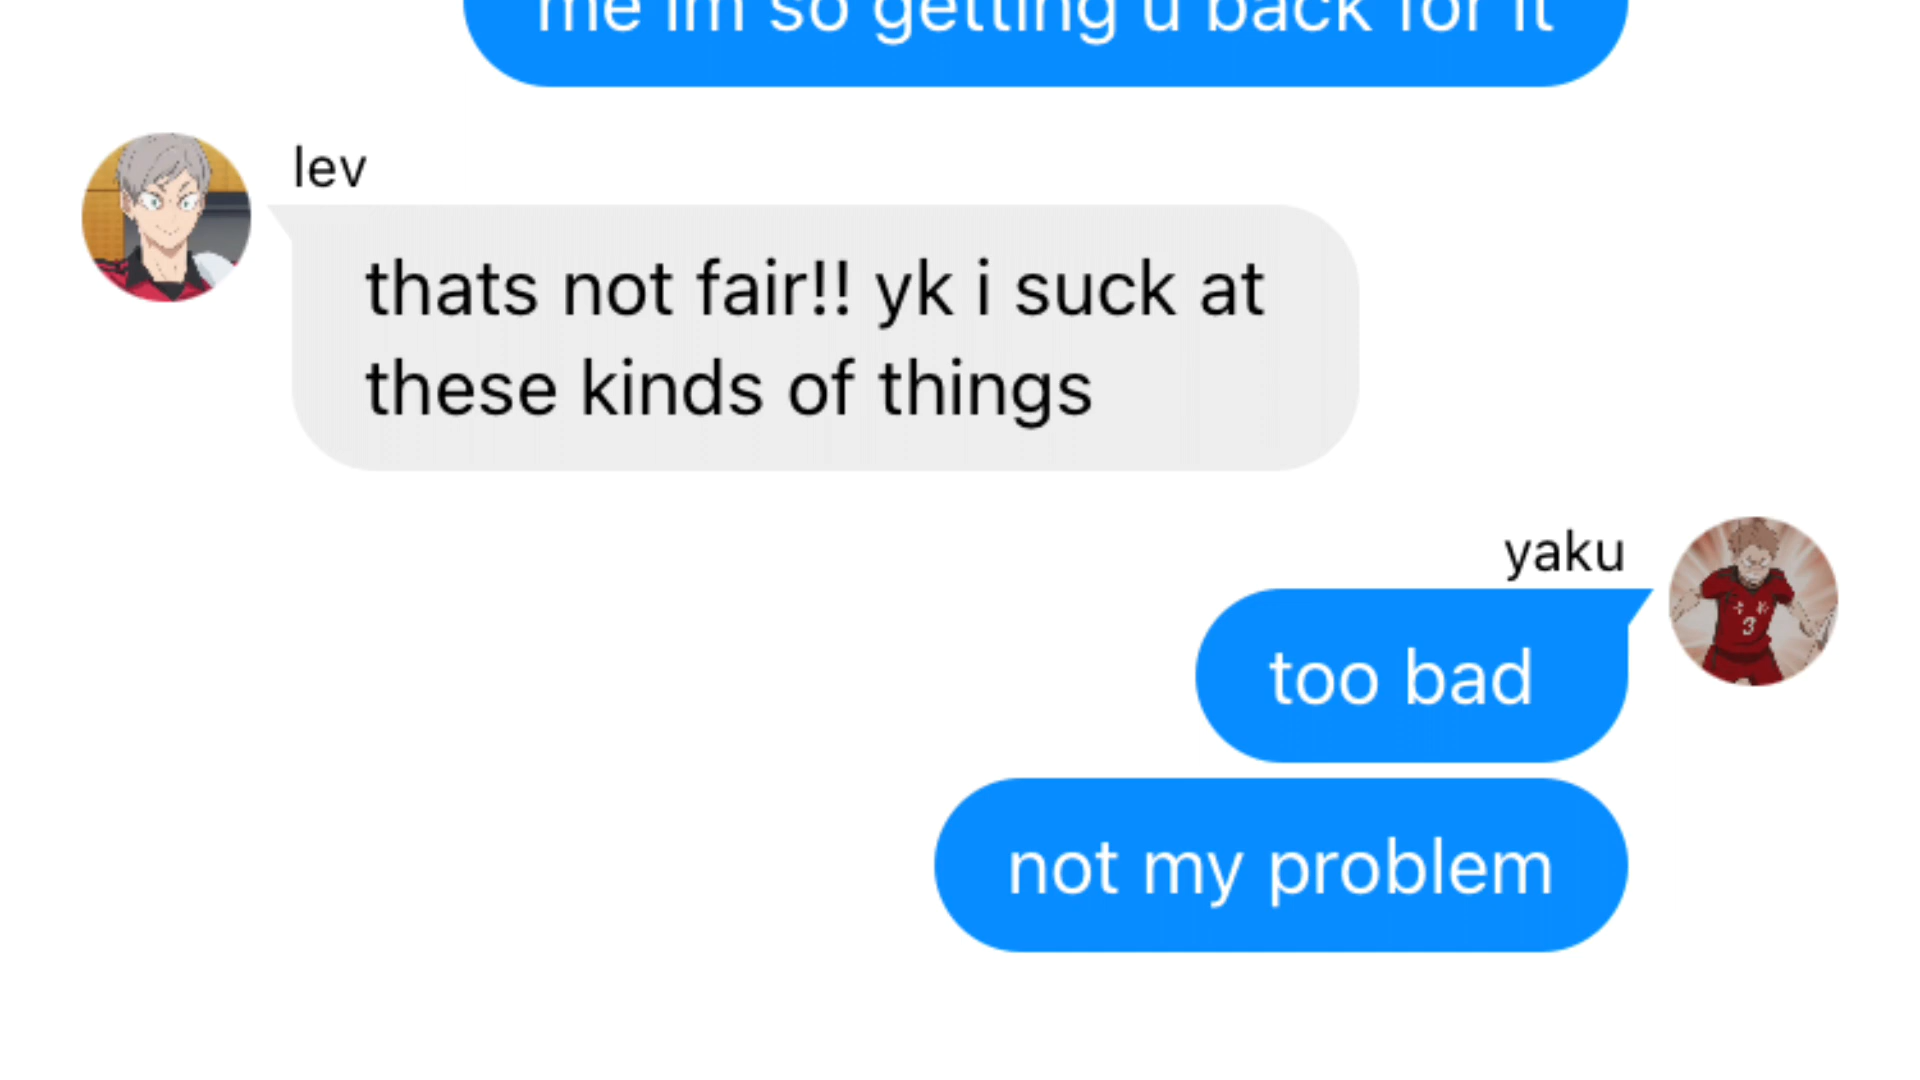 me im so getting u back for it
lev
thats not fair!! yk i suck at
these kinds of things
yaku
3
too bad
not my problem